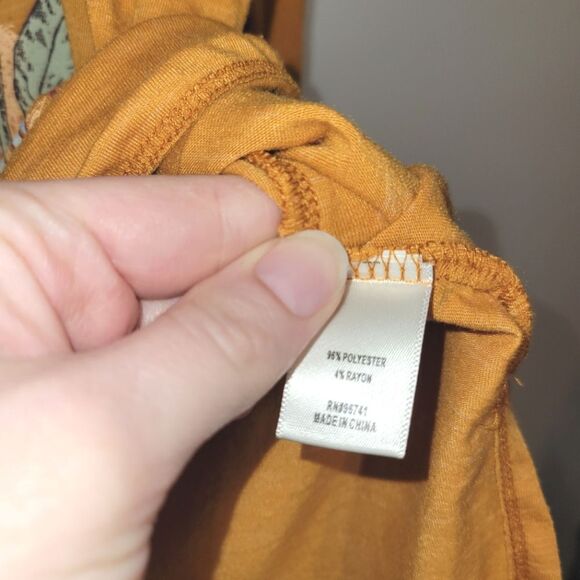 96% POLYESTER
4% RAYON
RN#96741
MADE IN CHINA